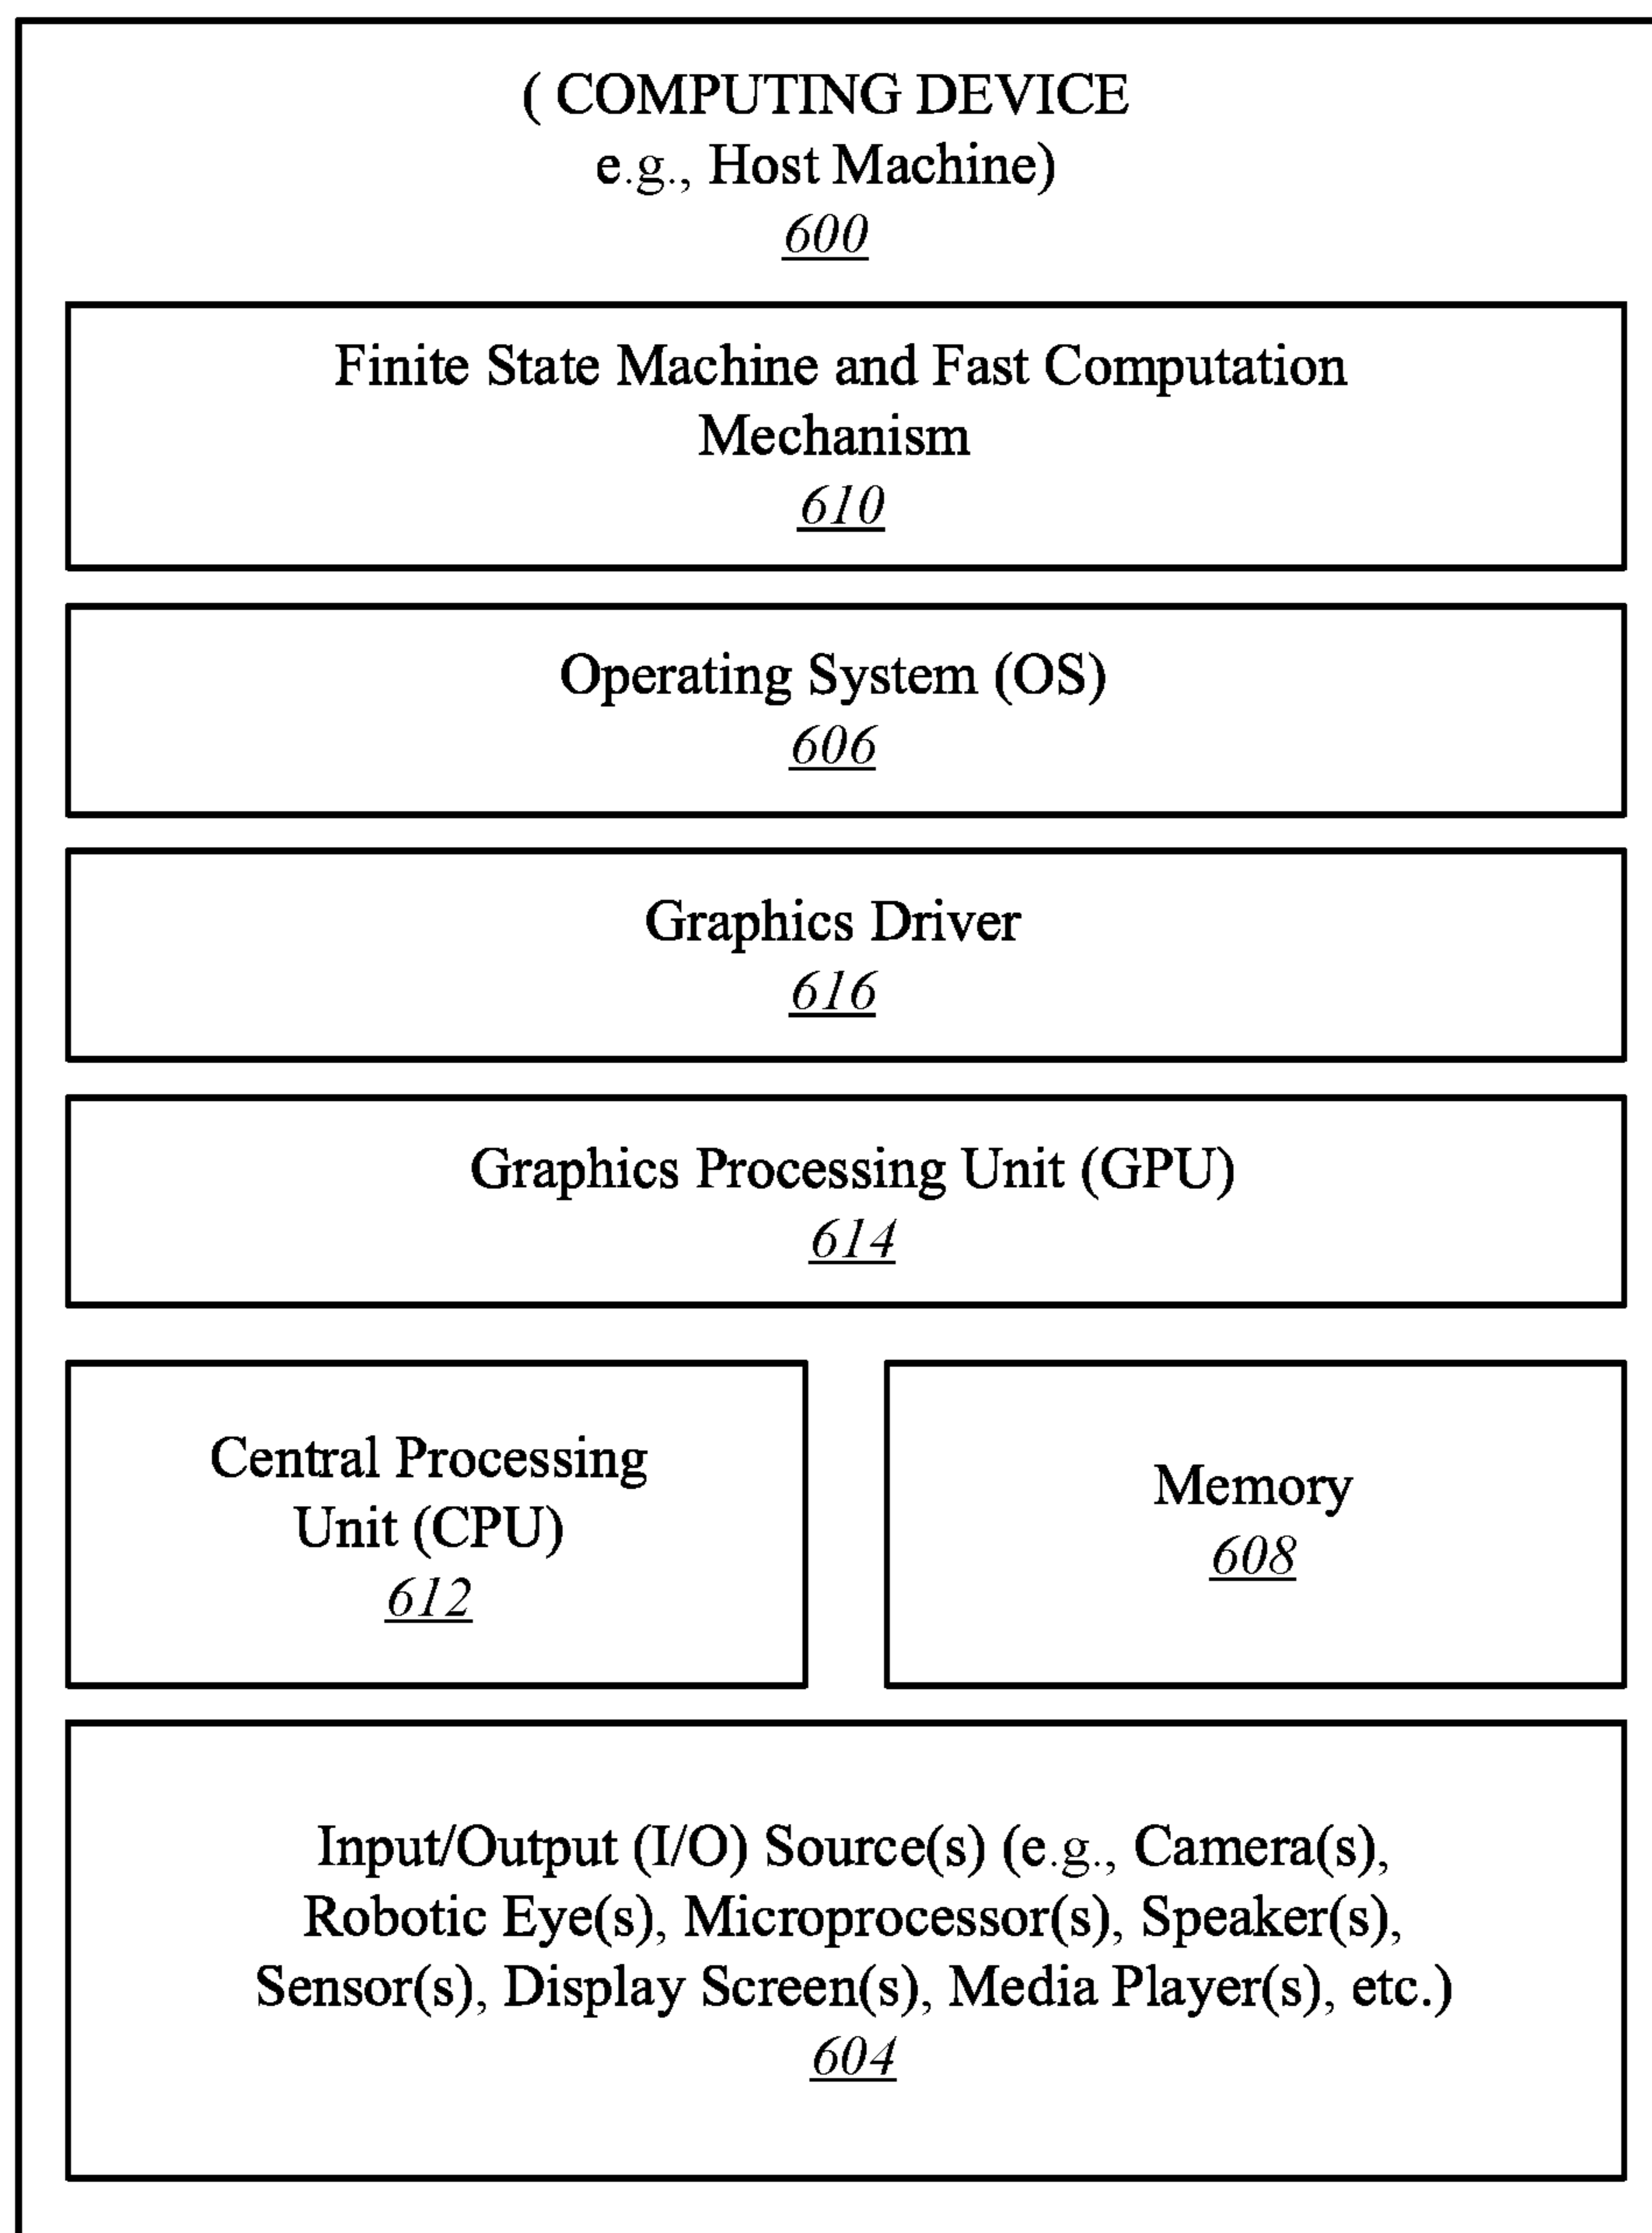 ( COMPUTING DEVICE
e.g., Host Machine)
600
Finite State Machine and Fast Computation
Mechanism
610
Operating System (OS)
606
Graphics Driver
616
Graphics Processing Unit (GPU)
614
Central Processing
Unit (CPU)
612
Memory
608
Input/Output (I/O) Source(s) (e.g., Camera(s),
Robotic Eye(s), Microprocessor(s), Speaker(s),
Sensor(s), Display Screen(s), Media Player(s), etc.)
604